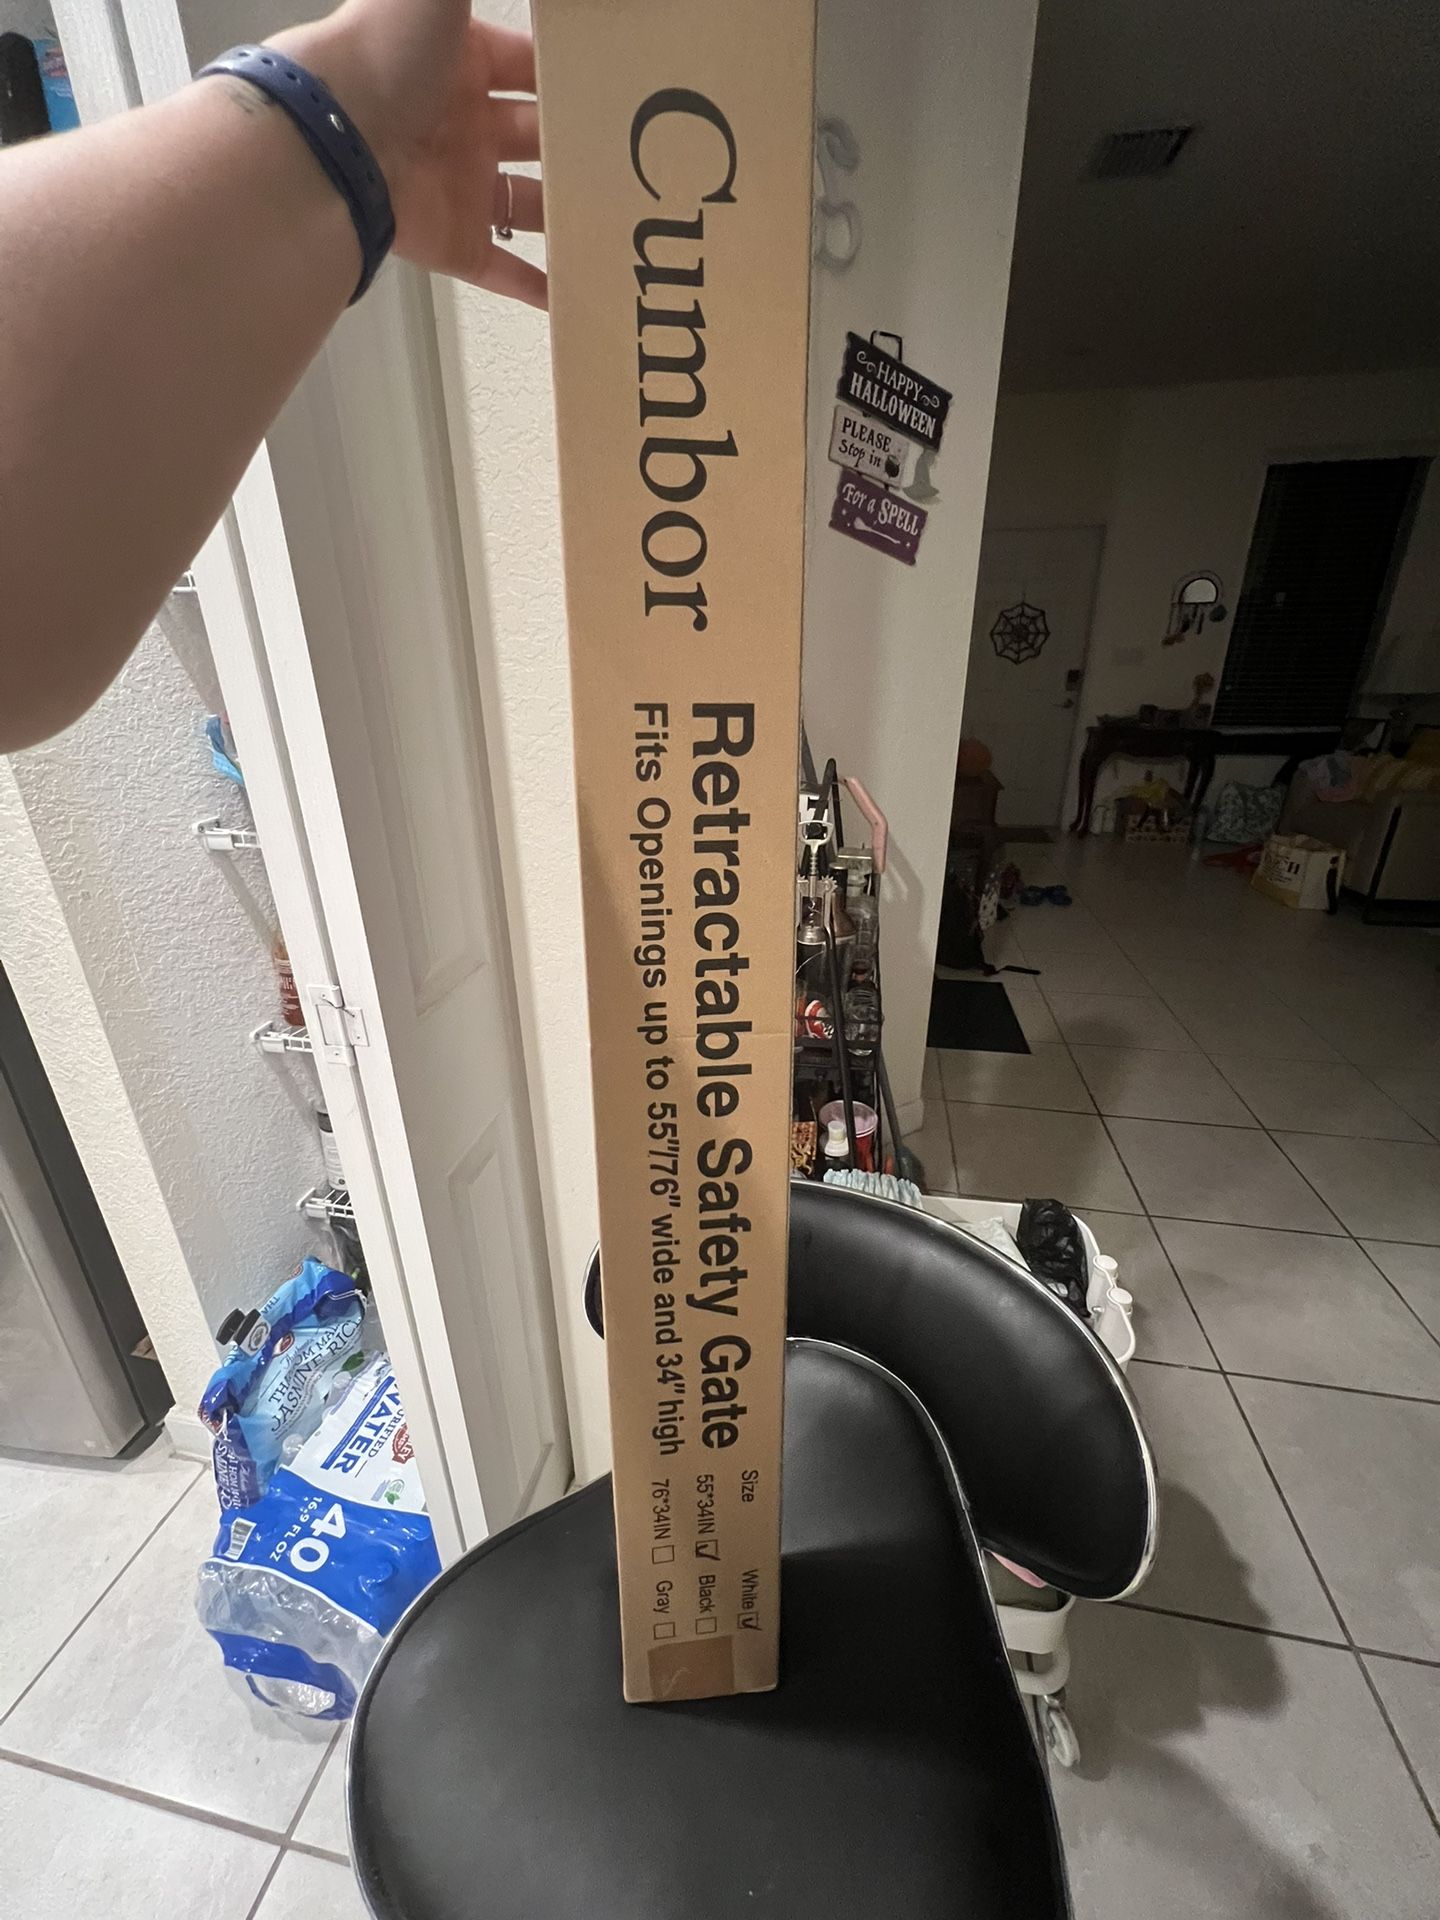 Cumbor
Retractable Safety Gate
Fits Openings up to 55"/76" wide and 34" high
Size
55*34IN
76*34IN
White
Black
Gray
HAPPY
HALLOWEEN
PLEASE
Stop in
For a SPELL
JASMINE RICE
PURIFIED
WATER
40
16.9 FL OZ